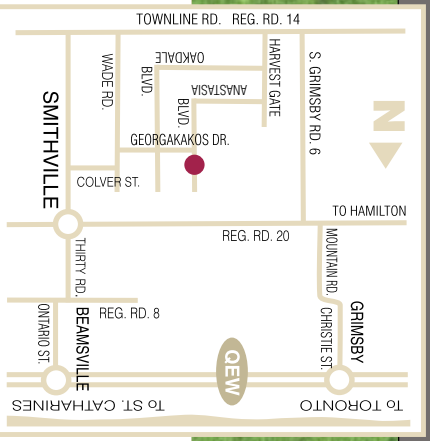 TOWNLINE RD. REG. RD. 14
OAKDALE
BLVD.
WADE RD.
HARVEST GATE
S. GRIMSBY RD. 6
ANASTASIA
BLVD.
SMITHVILLE
N
GEORGAKAKOS DR.
COLVER ST.
TO HAMILTON
REG. RD. 20
THIRTY RD.
MOUNTAIN RD.
REG. RD. 8
ONTARIO ST.
BEAMSVILLE
CHRISTIE ST.
GRIMSBY
QEW
To ST. CATHARINES
To TORONTO